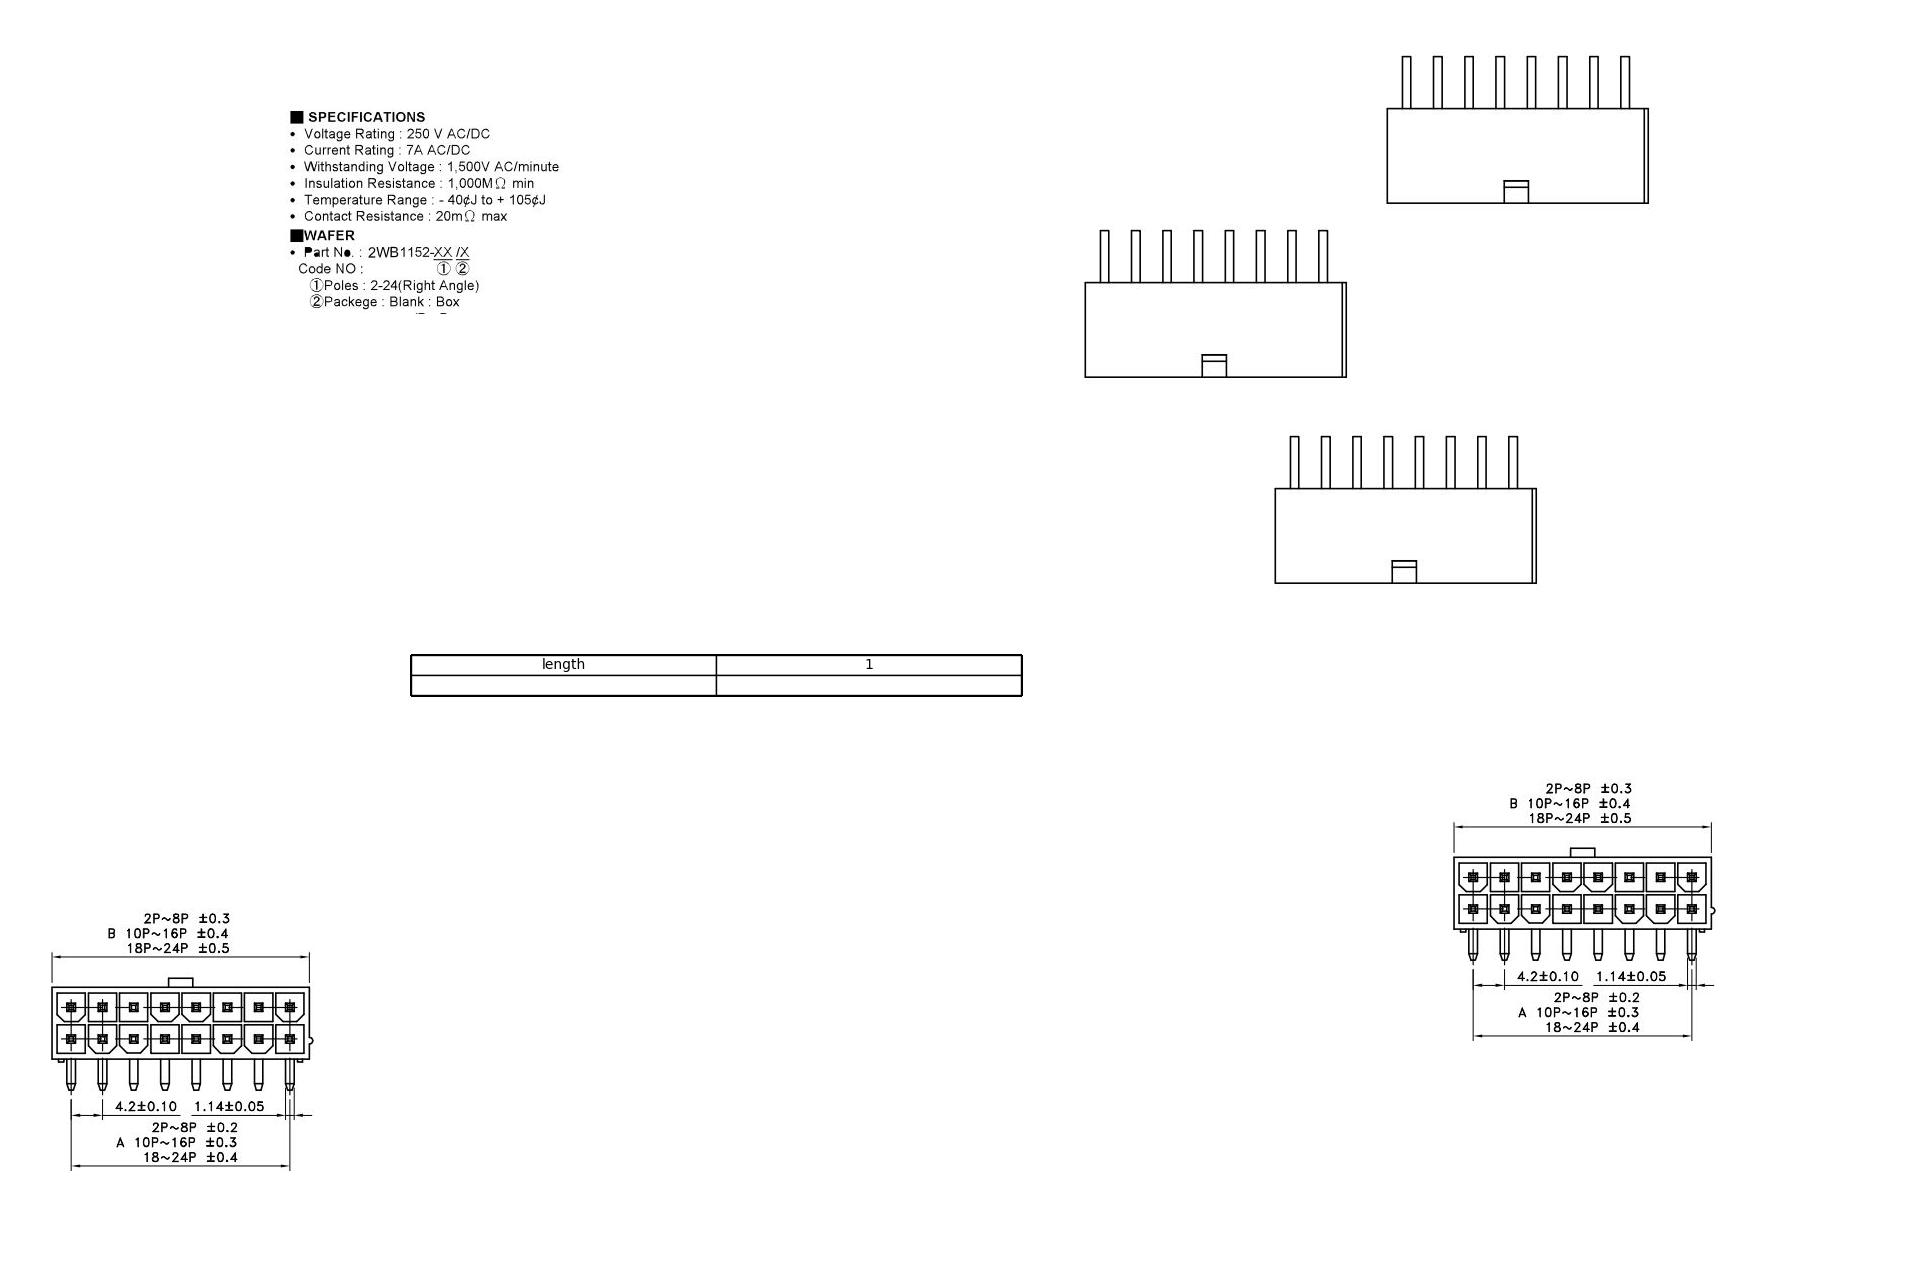 ■ SPECIFICATIONS
• Voltage Rating : 250 V AC/DC
• Current Rating : 7A AC/DC
• Withstanding Voltage : 1,500V AC/minute
• Insulation Resistance : 1,000MΩ min
• Temperature Range : - 40¢J to + 105¢J
• Contact Resistance : 20mΩ max
■WAFER
• Part No. : 2WB1152-XX /X
Code NO : ① ②
①Poles : 2-24(Right Angle)
②Packege : Blank : Box
length 1
2P~8P ±0.3
B 10P~16P ±0.4
18P~24P ±0.5
4.2±0.10 1.14±0.05
2P~8P ±0.2
A 10P~16P ±0.3
18~24P ±0.4
2P~8P ±0.3
B 10P~16P ±0.4
18P~24P ±0.5
4.2±0.10 1.14±0.05
2P~8P ±0.2
A 10P~16P ±0.3
18~24P ±0.4